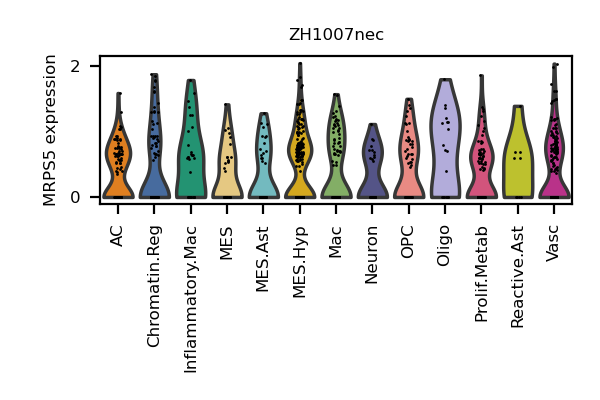 ZH1007nec
MRPS5 expression
2
0
AC
Chromatin.Reg
Inflammatory.Mac
MES
MES.Ast
MES.Hyp
Mac
Neuron
OPC
Oligo
Prolif.Metab
Reactive.Ast
Vasc